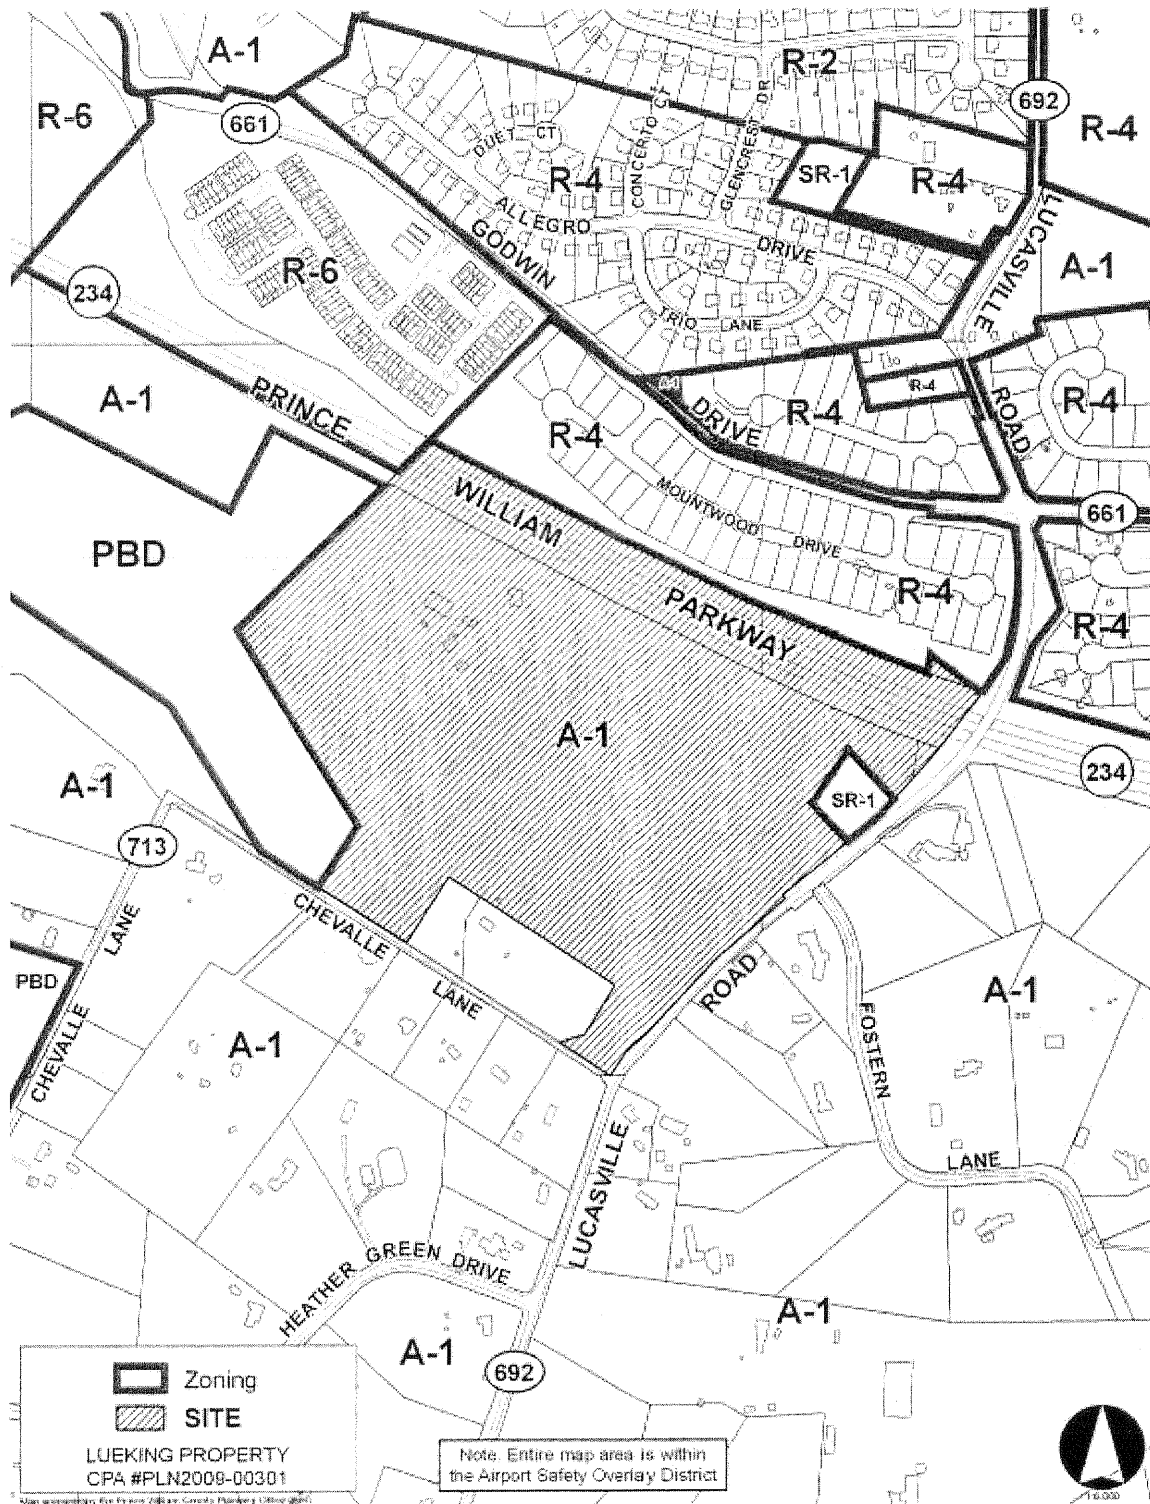 A-1
R-2
R-6
661
692
R-4
DUET CT
CONCERTO CT
GLENCREST DR
SR-1
R-4
R-4
ALLEGRO DRIVE
GODWIN DRIVE
LUCASVILLE ROAD
R-6
A-1
234
TRIO LANE
A-1
PRINCE WILLIAM PARKWAY
R-4
R-4
R-4
R-4
MOUNTWOOD DRIVE
661
PBD
R-4
R-4
A-1
SR-1
234
A-1
713
CHEVALLE LANE
CHEVALLE LANE
PBD
A-1
ROAD
FOSTERN LANE
A-1
LUCASVILLE
HEATHER GREEN DRIVE
A-1
A-1
692
Zoning
SITE
LUEKING PROPERTY
CPA #PLN2009-00301
Note: Entire map area is within
the Airport Safety Overlay District